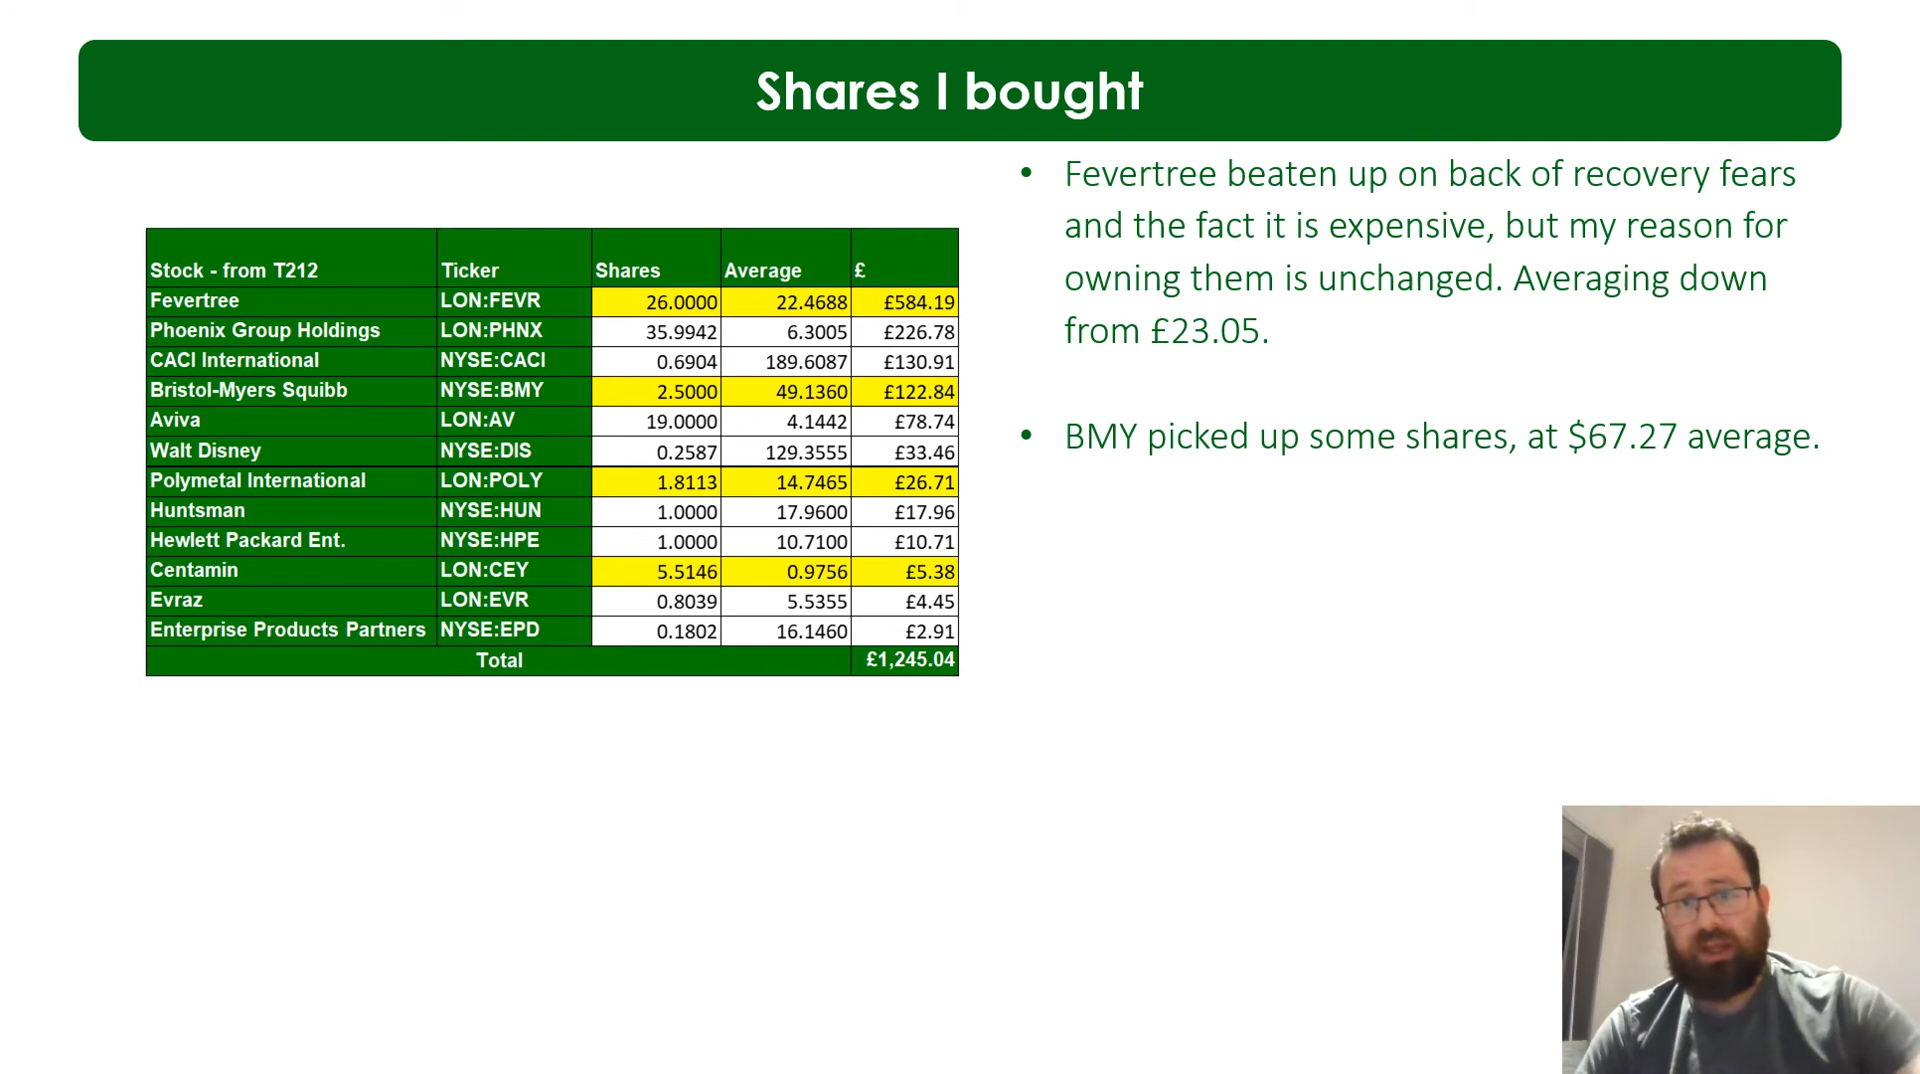 Shares I bought
Stock - from T212 Ticker Shares Average £
Fevertree LON:FEVR 26.0000 22.4688 £584.19
Phoenix Group Holdings LON:PHNX 35.9942 6.3005 £226.78
CACI International NYSE:CACI 0.6904 189.6087 £130.91
Bristol-Myers Squibb NYSE:BMY 2.5000 49.1360 £122.84
Aviva LON:AV 19.0000 4.1442 £78.74
Walt Disney NYSE:DIS 0.2587 129.3555 £33.46
Polymetal International LON:POLY 1.8113 14.7465 £26.71
Huntsman NYSE:HUN 1.0000 17.9600 £17.96
Hewlett Packard Ent. NYSE:HPE 1.0000 10.7100 £10.71
Centamin LON:CEY 5.5146 0.9756 £5.38
Evraz LON:EVR 0.8039 5.5355 £4.45
Enterprise Products Partners NYSE:EPD 0.1802 16.1460 £2.91
Total £1,245.04
• Fevertree beaten up on back of recovery fears
and the fact it is expensive, but my reason for
owning them is unchanged. Averaging down
from £23.05.
• BMY picked up some shares, at $67.27 average.